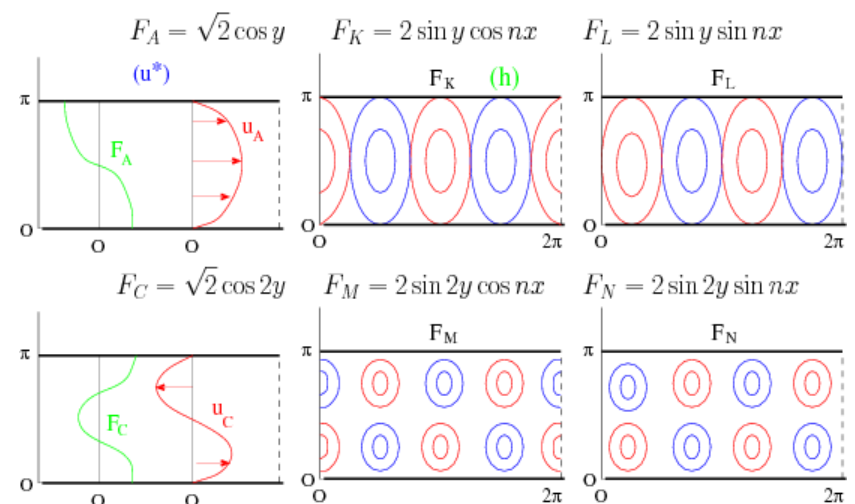 F_A = √2 cos y
F_K = 2 sin y cos nx
F_L = 2 sin y sin nx
(u*)
F_K
(h)
F_L
π
π
π
F_A
u_A
O
O
O
O
O
O
2π
O
2π
F_C = √2 cos 2y
F_M = 2 sin 2y cos nx
F_N = 2 sin 2y sin nx
F_M
F_N
π
π
π
F_C
u_C
O
O
O
O
O
O
2π
O
2π